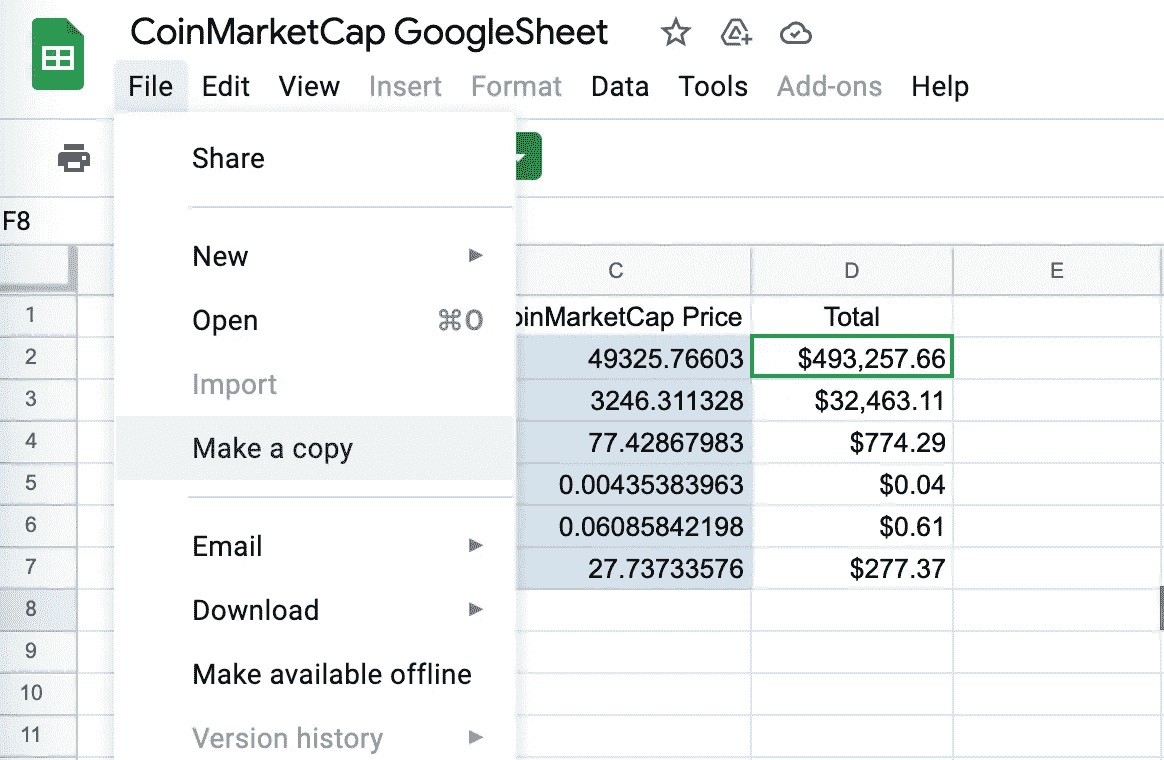 CoinMarketCap GoogleSheet
File Edit View Insert Format Data Tools Add-ons Help
Share
F8
New
Open ⌘O
Import
Make a copy
Email
Download
Make available offline
Version history
C D E
1 oinMarketCap Price Total
2 49325.76603 $493,257.66
3 3246.311328 $32,463.11
4 77.42867983 $774.29
5 0.00435383963 $0.04
6 0.06085842198 $0.61
7 27.73733576 $277.37
8
9
10
11